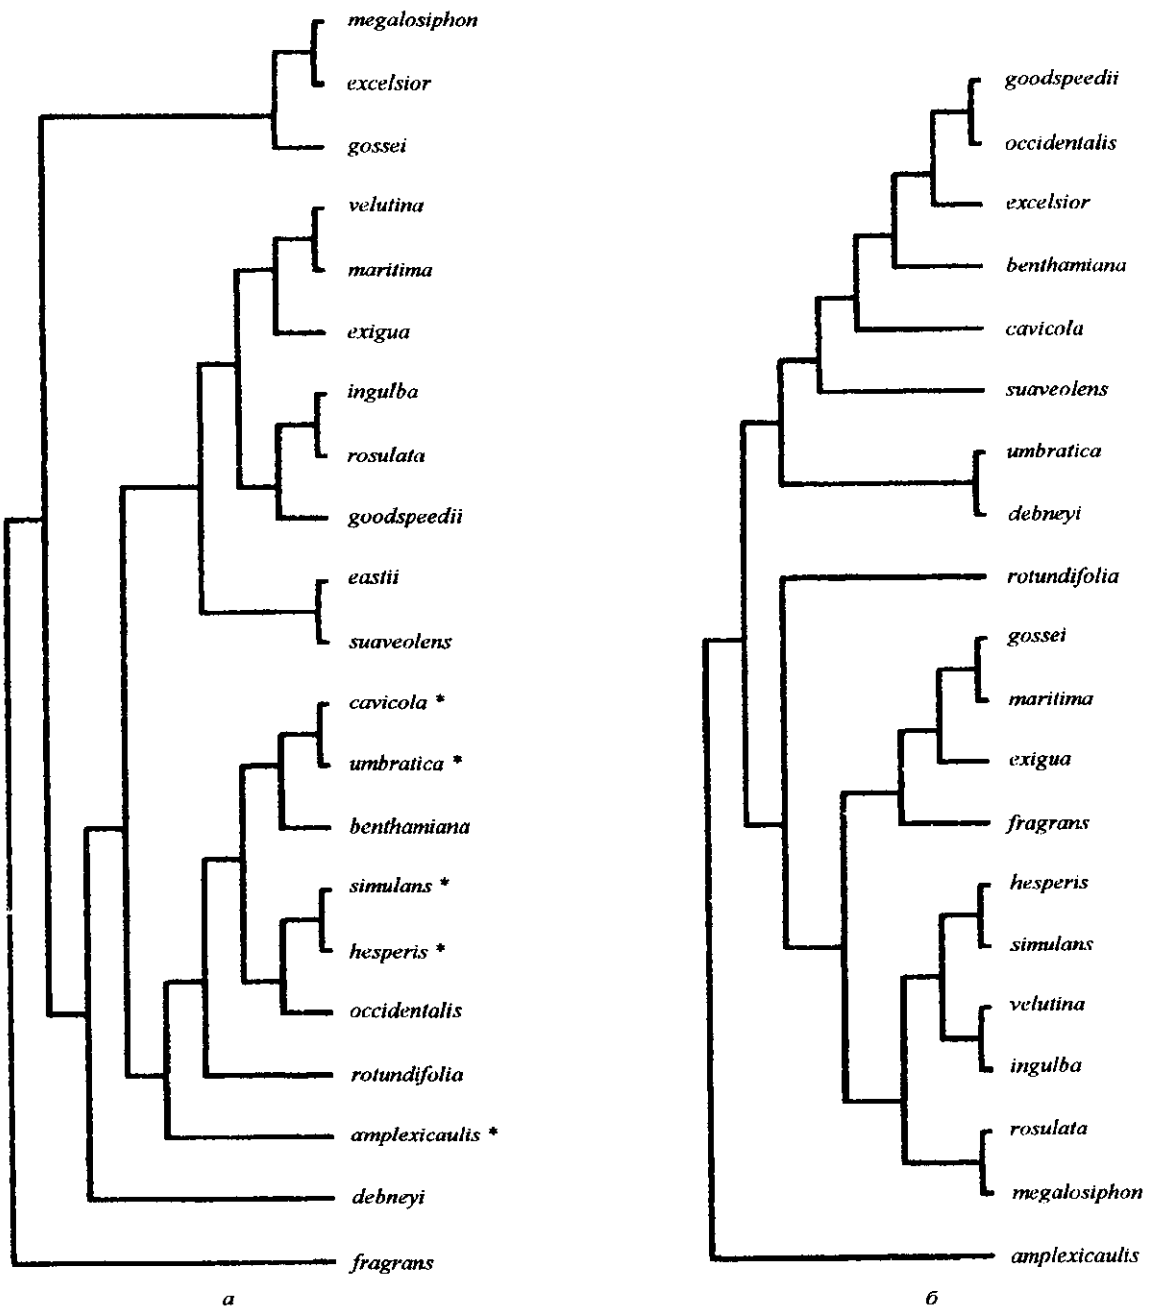 megalosiphon
excelsior
gossei
velutina
maritima
exigua
ingulba
rosulata
goodspeedii
eastii
suaveolens
cavicola *
umbratica *
benthamiana
simulans *
hesperis *
occidentalis
rotundifolia
amplexicaulis *
debneyi
fragrans
а
goodspeedii
occidentalis
excelsior
benthamiana
cavicola
suaveolens
umbratica
debneyi
rotundifolia
gossei
maritima
exigua
fragrans
hesperis
simulans
velutina
ingulba
rosulata
megalosiphon
amplexicaulis
б